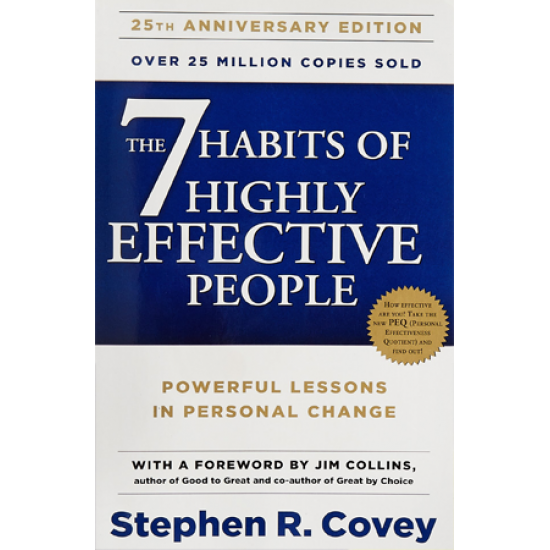 25TH ANNIVERSARY EDITION
OVER 25 MILLION COPIES SOLD
THE 7 HABITS OF
HIGHLY
EFFECTIVE
PEOPLE
HOW EFFECTIVE
ARE YOU? TAKE THE
NEW PEQ (PERSONAL
EFFECTIVENESS
QUOTIENT) AND
FIND OUT!
POWERFUL LESSONS
IN PERSONAL CHANGE
WITH A FOREWORD BY JIM COLLINS,
author of Good to Great and co-author of Great by Choice
Stephen R. Covey